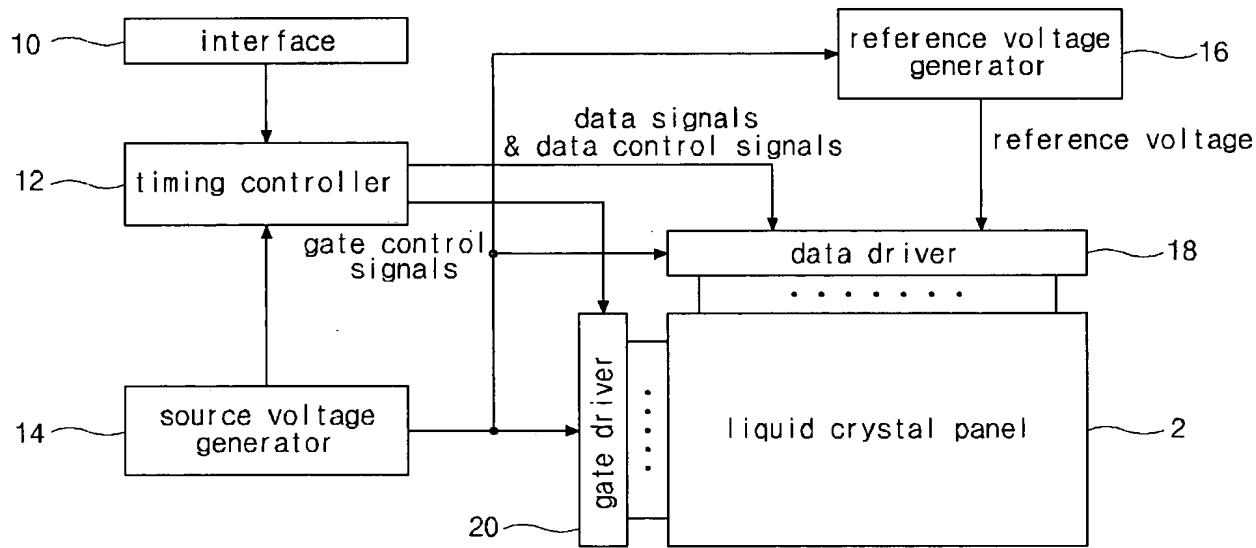 10
interface
reference voltage
generator
16
data signals
& data control signals
reference voltage
12
timing controller
gate control
signals
data driver
18
14
source voltage
generator
gate driver
liquid crystal panel
2
20